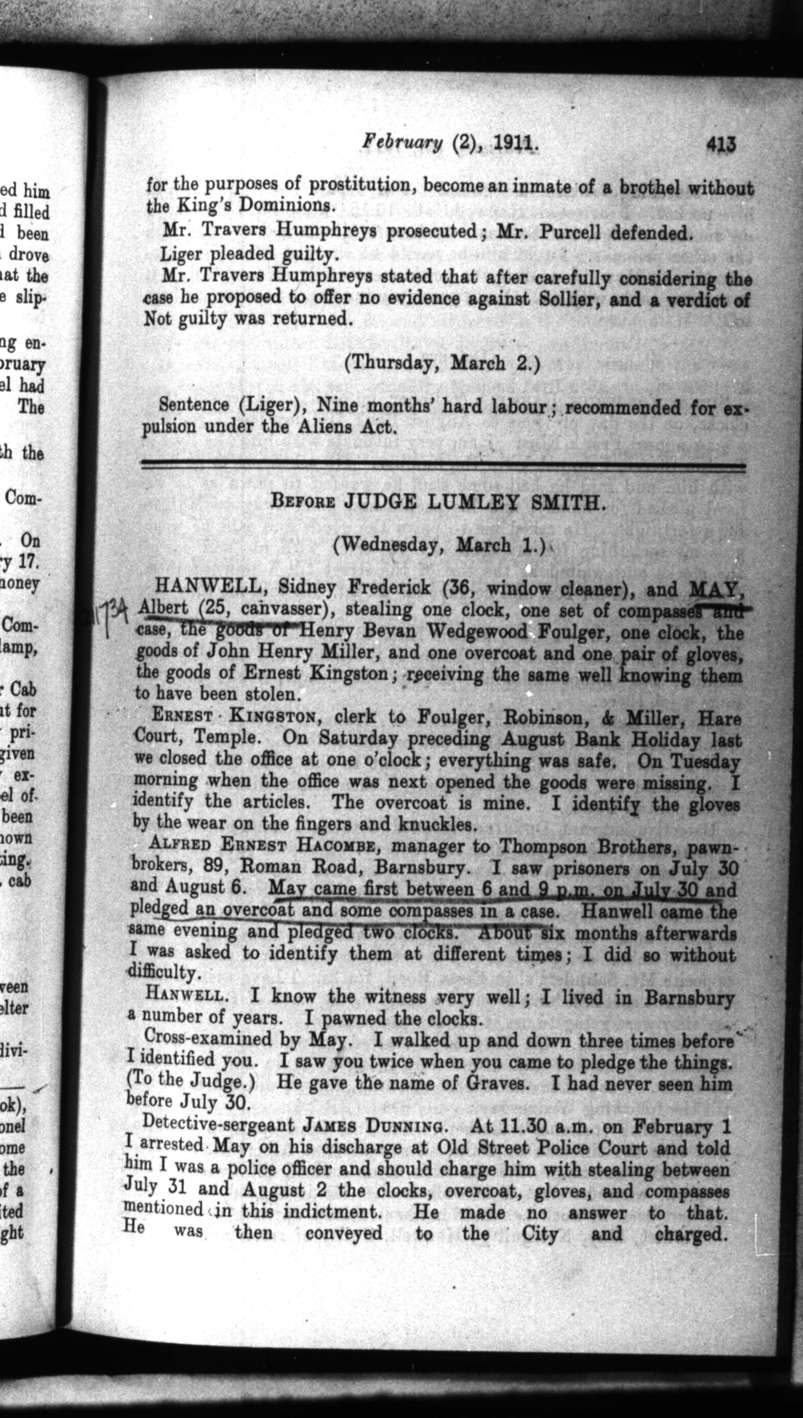 February (2), 1911. 413
for the purposes of prostitution, become an inmate of a brothel without
the King's Dominions.
Mr. Travers Humphreys prosecuted; Mr. Purcell defended.
Liger pleaded guilty.
Mr. Travers Humphreys stated that after carefully considering the
case he proposed to offer no evidence against Sollier, and a verdict of
Not guilty was returned.
(Thursday, March 2.)
Sentence (Liger), Nine months' hard labour; recommended for ex-
pulsion under the Aliens Act.
BEFORE JUDGE LUMLEY SMITH.
(Wednesday, March 1.)
HANWELL, Sidney Frederick (36, window cleaner), and MAY,
Albert (25, canvasser), stealing one clock, one set of compasses and
case, the goods of Henry Bevan Wedgewood Foulger, one clock, the
goods of John Henry Miller, and one overcoat and one pair of gloves,
the goods of Ernest Kingston; receiving the same well knowing them
to have been stolen.
ERNEST KINGSTON, clerk to Foulger, Robinson, & Miller, Hare
Court, Temple. On Saturday preceding August Bank Holiday last
we closed the office at one o'clock; everything was safe. On Tuesday
morning when the office was next opened the goods were missing. I
identify the articles. The overcoat is mine. I identify the gloves
by the wear on the fingers and knuckles.
ALFRED ERNEST HACOMBE, manager to Thompson Brothers, pawn-
brokers, 89, Roman Road, Barnsbury. I saw prisoners on July 30
and August 6. May came first between 6 and 9 p.m. on July 30 and
pledged an overcoat and some compasses in a case. Hanwell came the
same evening and pledged two clocks. About six months afterwards
I was asked to identify them at different times; I did so without
difficulty.
HANWELL. I know the witness very well; I lived in Barnsbury
a number of years. I pawned the clocks.
Cross-examined by May. I walked up and down three times before
I identified you. I saw you twice when you came to pledge the things.
(To the Judge.) He gave the name of Graves. I had never seen him
before July 30.
Detective-sergeant JAMES DUNNING. At 11.30 a.m. on February 1
I arrested May on his discharge at Old Street Police Court and told
him I was a police officer and should charge him with stealing between
July 31 and August 2 the clocks, overcoat, gloves, and compasses
mentioned in this indictment. He made no answer to that.
He was then conveyed to the City and charged.